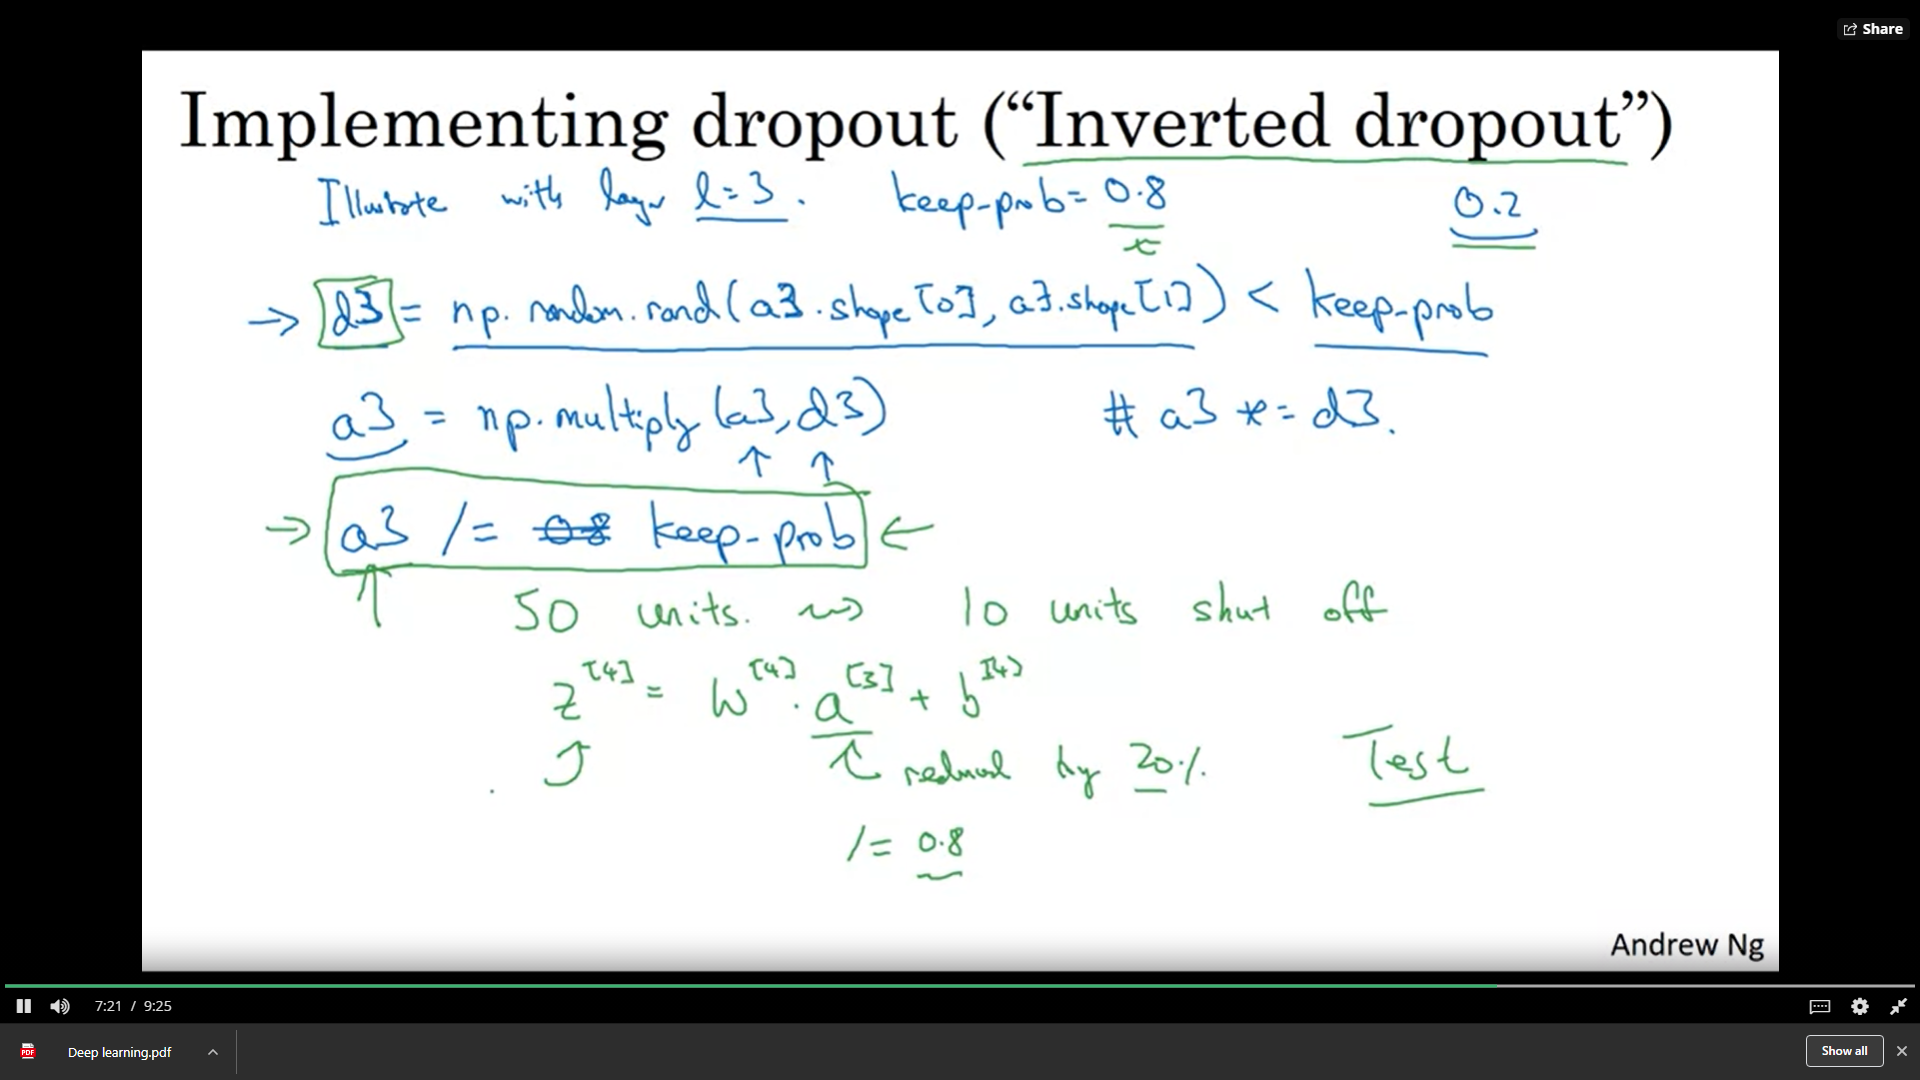 Share
Implementing dropout (“Inverted dropout”)
Illustrate with layer l=3. keep-prob= 0.8 0.2
→ d3 = np.random.rand(a3.shape[0], a3.shape[1]) < keep-prob
a3 = np.multiply(a3, d3) # a3 *= d3.
↑ ↑
→ a3 /= 0.8 keep-prob ←
↑ 50 units. ⇝ 10 units shut off
z[4] = W[4] · a[3] + b[4]
reduced by 20%. Test
/= 0.8
Andrew Ng
7:21 / 9:25
PDF Deep learning.pdf Show all